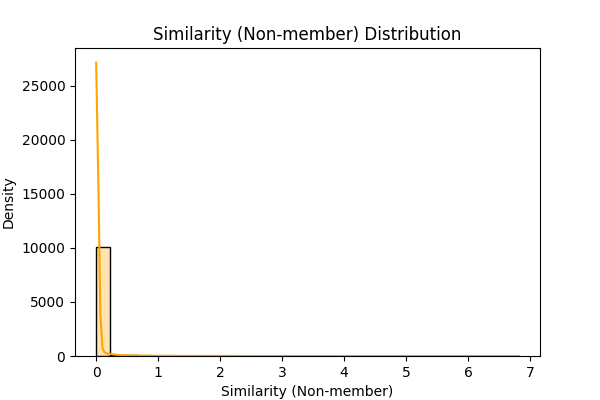 Similarity (Non-member) Distribution
25000
20000
15000
10000
5000
0
Density
0 1 2 3 4 5 6 7
Similarity (Non-member)